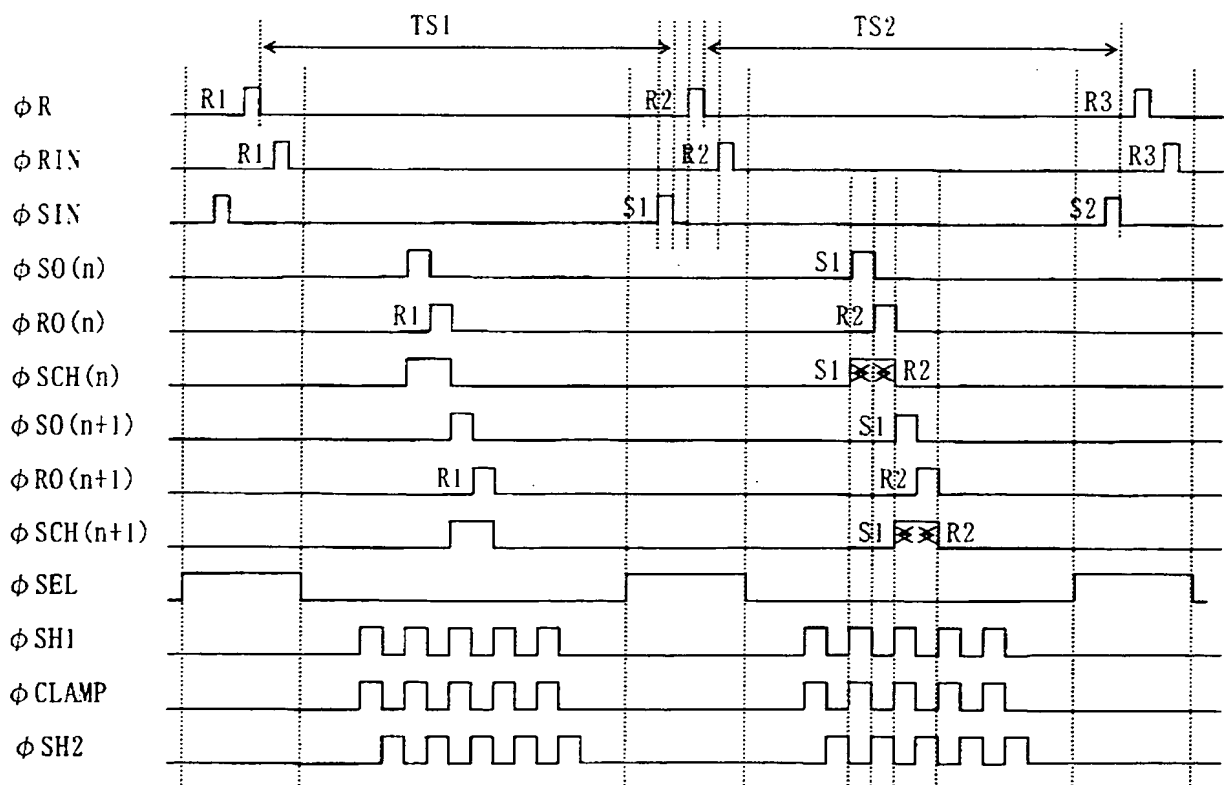 TS1 TS2
φR R1 R2 R3
φRIN R1 R2 R3
φSIN S1 S2
φSO(n) S1
φRO(n) R1 R2
φSCH(n) S1 R2
φSO(n+1) S1
φRO(n+1) R1 R2
φSCH(n+1) S1 R2
φSEL
φSH1
φCLAMP
φSH2